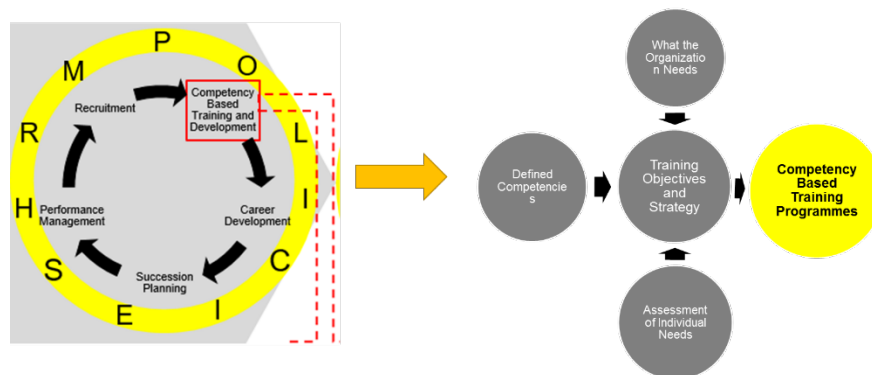 H
R
M
P
O
L
I
C
I
E
S
Recruitment
Competency
Based
Training and
Development
Career
Development
Succession
Planning
Performance
Management
What the
Organizatio
n Needs
Defined
Competencie
s
Training
Objectives
and
Strategy
Competency
Based
Training
Programmes
Assessment
of Individual
Needs